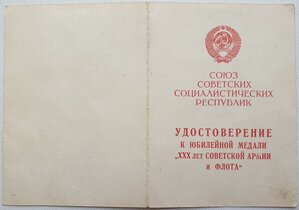 СОЮЗ
СОВЕТСКИХ
СОЦИАЛИСТИЧЕСКИХ
РЕСПУБЛИК
УДОСТОВЕРЕНИЕ
К ЮБИЛЕЙНОЙ МЕДАЛИ
„XXX ЛЕТ СОВЕТСКОЙ АРМИИ
И ФЛОТА“